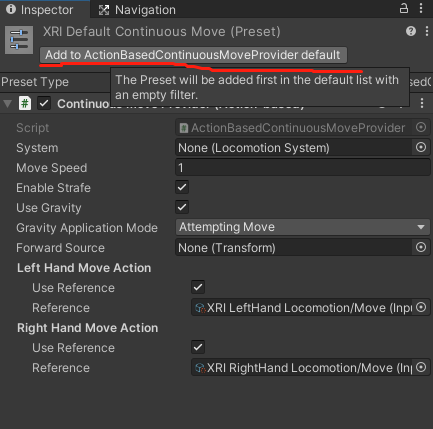 Inspector
Navigation
XRI Default Continuous Move (Preset)
Add to ActionBasedContinuousMoveProvider default
Preset Type
The Preset will be added first in the default list with
an empty filter.
Continuous Move Provider (Action-based)
Script
ActionBasedContinuousMoveProvider
System
None (Locomotion System)
Move Speed
1
Enable Strafe
Use Gravity
Gravity Application Mode
Attempting Move
Forward Source
None (Transform)
Left Hand Move Action
Use Reference
Reference
XRI LeftHand Locomotion/Move (Inpu
Right Hand Move Action
Use Reference
Reference
XRI RightHand Locomotion/Move (Inp